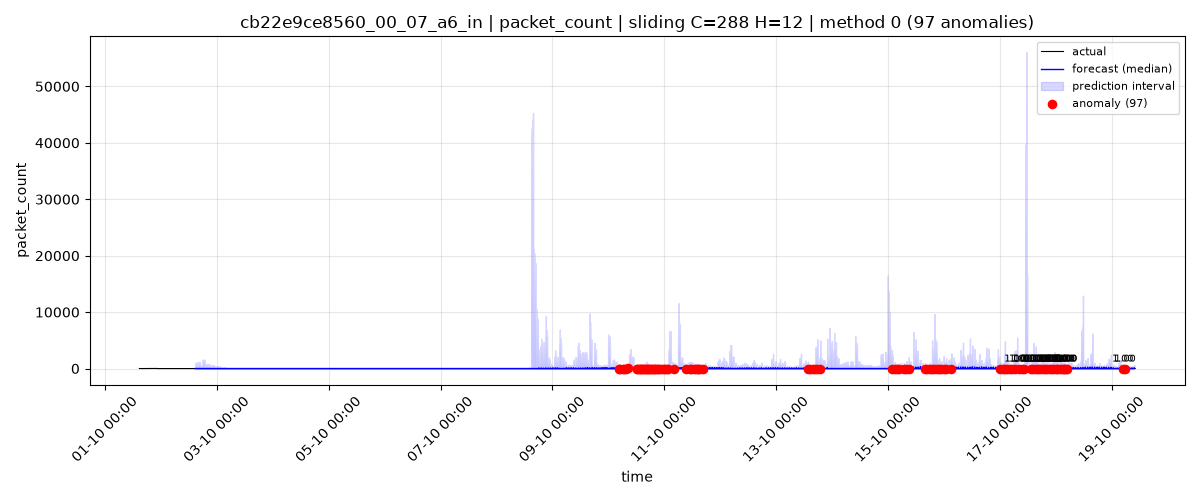 cb22e9ce8560_00_07_a6_in | packet_count | sliding C=288 H=12 | method 0 (97 anomalies)
actual
forecast (median)
prediction interval
anomaly (97)
packet_count
50000
40000
30000
20000
10000
0
01-10 00:00
03-10 00:00
05-10 00:00
07-10 00:00
09-10 00:00
11-10 00:00
13-10 00:00
15-10 00:00
17-10 00:00
19-10 00:00
time